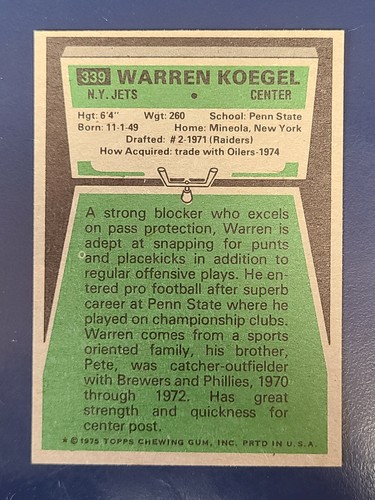 339 WARREN KOEGEL
N.Y. JETS • CENTER
Hgt: 6'4" Wgt: 260 School: Penn State
Born: 11-1-49 Home: Mineola, New York
Drafted: #2-1971 (Raiders)
How Acquired: trade with Oilers-1974
A strong blocker who excels
on pass protection, Warren is
adept at snapping for punts
and placekicks in addition to
regular offensive plays. He en-
tered pro football after superb
career at Penn State where he
played on championship clubs.
Warren comes from a sports
oriented family, his brother,
Pete, was catcher-outfielder
with Brewers and Phillies, 1970
through 1972. Has great
strength and quickness for
center post.
* © 1975 TOPPS CHEWING GUM, INC. PRTD IN U.S.A.